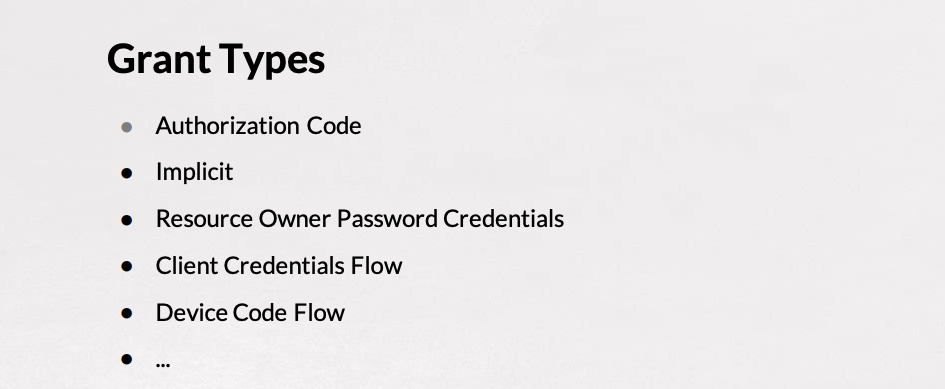 Grant Types
● Authorization Code
● Implicit
● Resource Owner Password Credentials
● Client Credentials Flow
● Device Code Flow
● ...